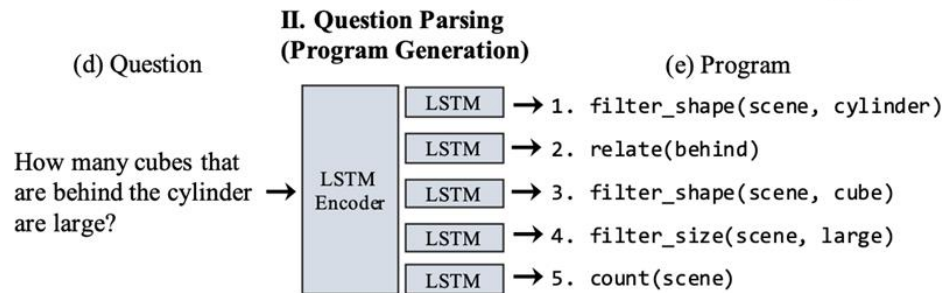 II. Question Parsing
(Program Generation)
(d) Question
(e) Program
How many cubes that
are behind the cylinder
are large?
LSTM
Encoder
LSTM
1. filter_shape(scene, cylinder)
LSTM
2. relate(behind)
LSTM
3. filter_shape(scene, cube)
LSTM
4. filter_size(scene, large)
LSTM
5. count(scene)